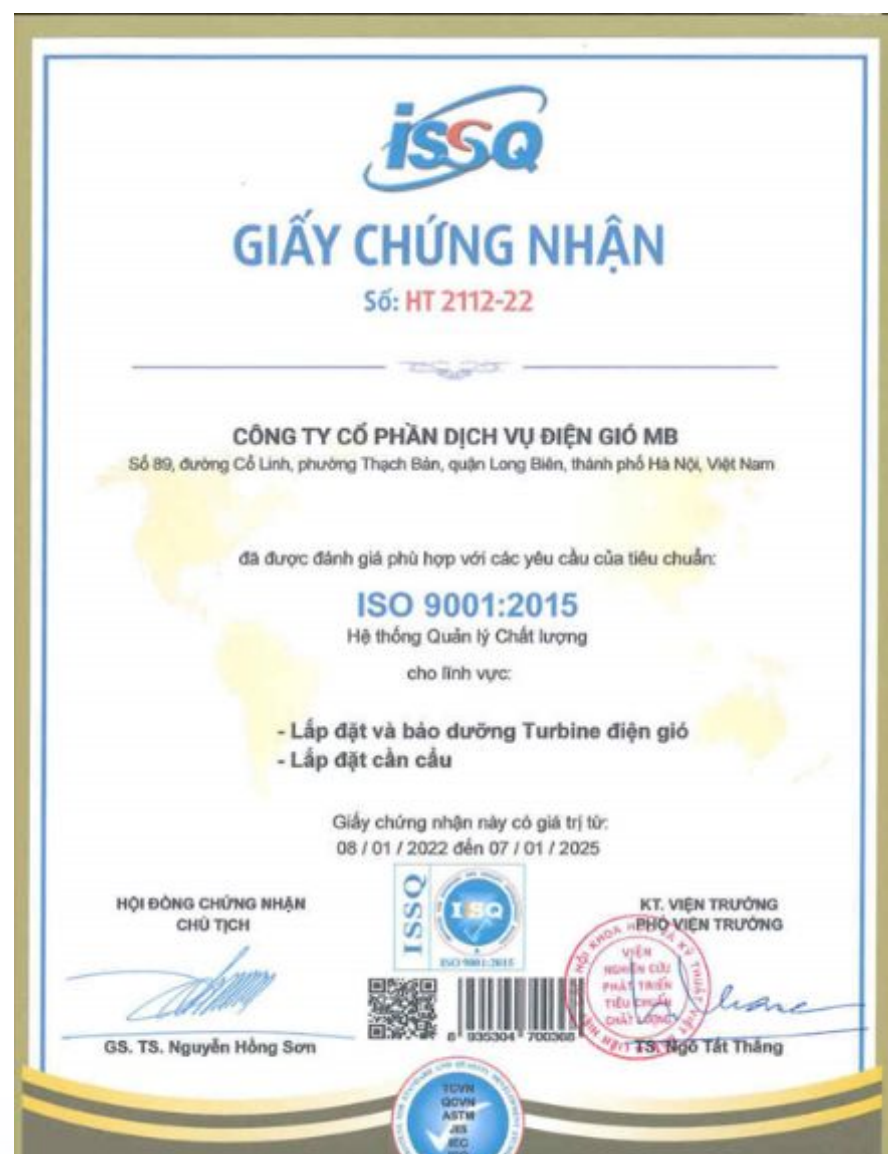 issQ
GIẤY CHỨNG NHẬN
Số: HT 2112-22
CÔNG TY CỔ PHẦN DỊCH VỤ ĐIỆN GIÓ MB
Số 89, đường Cổ Linh, phường Thạch Bàn, quận Long Biên, thành phố Hà Nội, Việt Nam
đã được đánh giá phù hợp với các yêu cầu của tiêu chuẩn:
ISO 9001:2015
Hệ thống Quản lý Chất lượng
cho lĩnh vực:
- Lắp đặt và bảo dưỡng Turbine điện gió
- Lắp đặt cần cẩu
Giấy chứng nhận này có giá trị từ:
08 / 01 / 2022 đến 07 / 01 / 2025
HỘI ĐỒNG CHỨNG NHẬN
CHỦ TỊCH
ISSQ
ISSQ
ISO 9001:2015
KT. VIỆN TRƯỞNG
PHÓ VIỆN TRƯỞNG
VIỆN
NGHIÊN CỨU
PHÁT TRIỂN
TIÊU CHUẨN
CHẤT LƯỢNG
8 935304 700366
GS. TS. Nguyễn Hồng Sơn
TS. Ngô Tất Thắng
TCVN
QCVN
ASTM
JIS
IEC